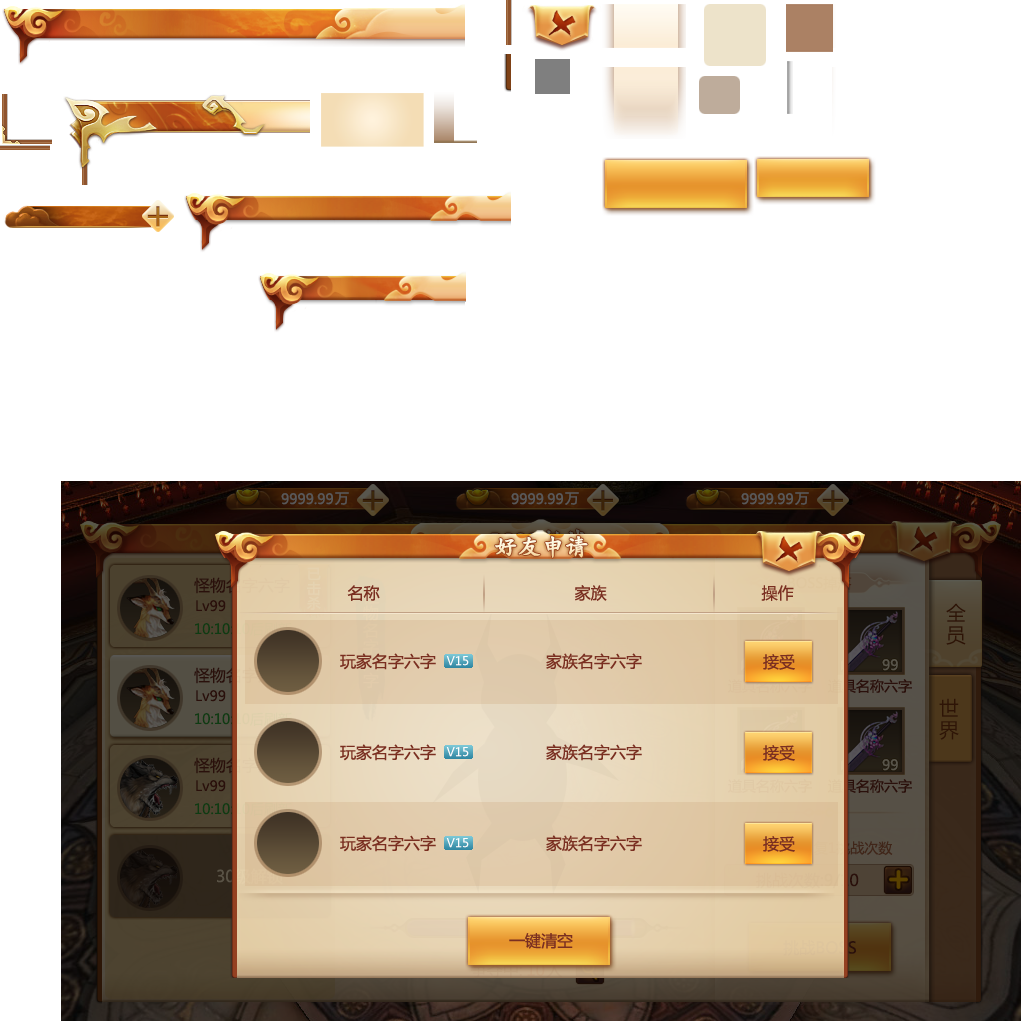 9999.99万 9999.99万 9999.99万
好友申请
名称 家族 操作
怪物名
Lv99
10:10:
怪物名
Lv99
10:10:
怪物名
Lv99
10:10:
30
玩家名字六字 V15 家族名字六字 接受
玩家名字六字 V15 家族名字六字 接受
玩家名字六字 V15 家族名字六字 接受
一键清空
全员
世界
99
具名称六字
99
具名称六字
战次数
0
S